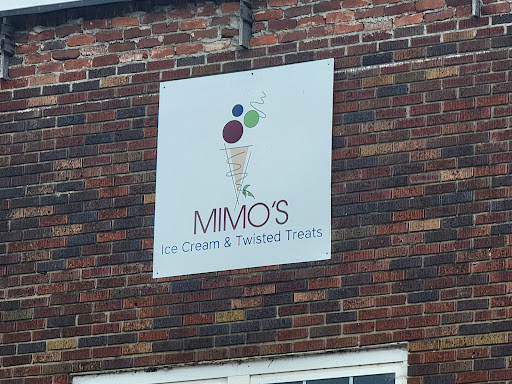 MIMO'S
Ice Cream & Twisted Treats